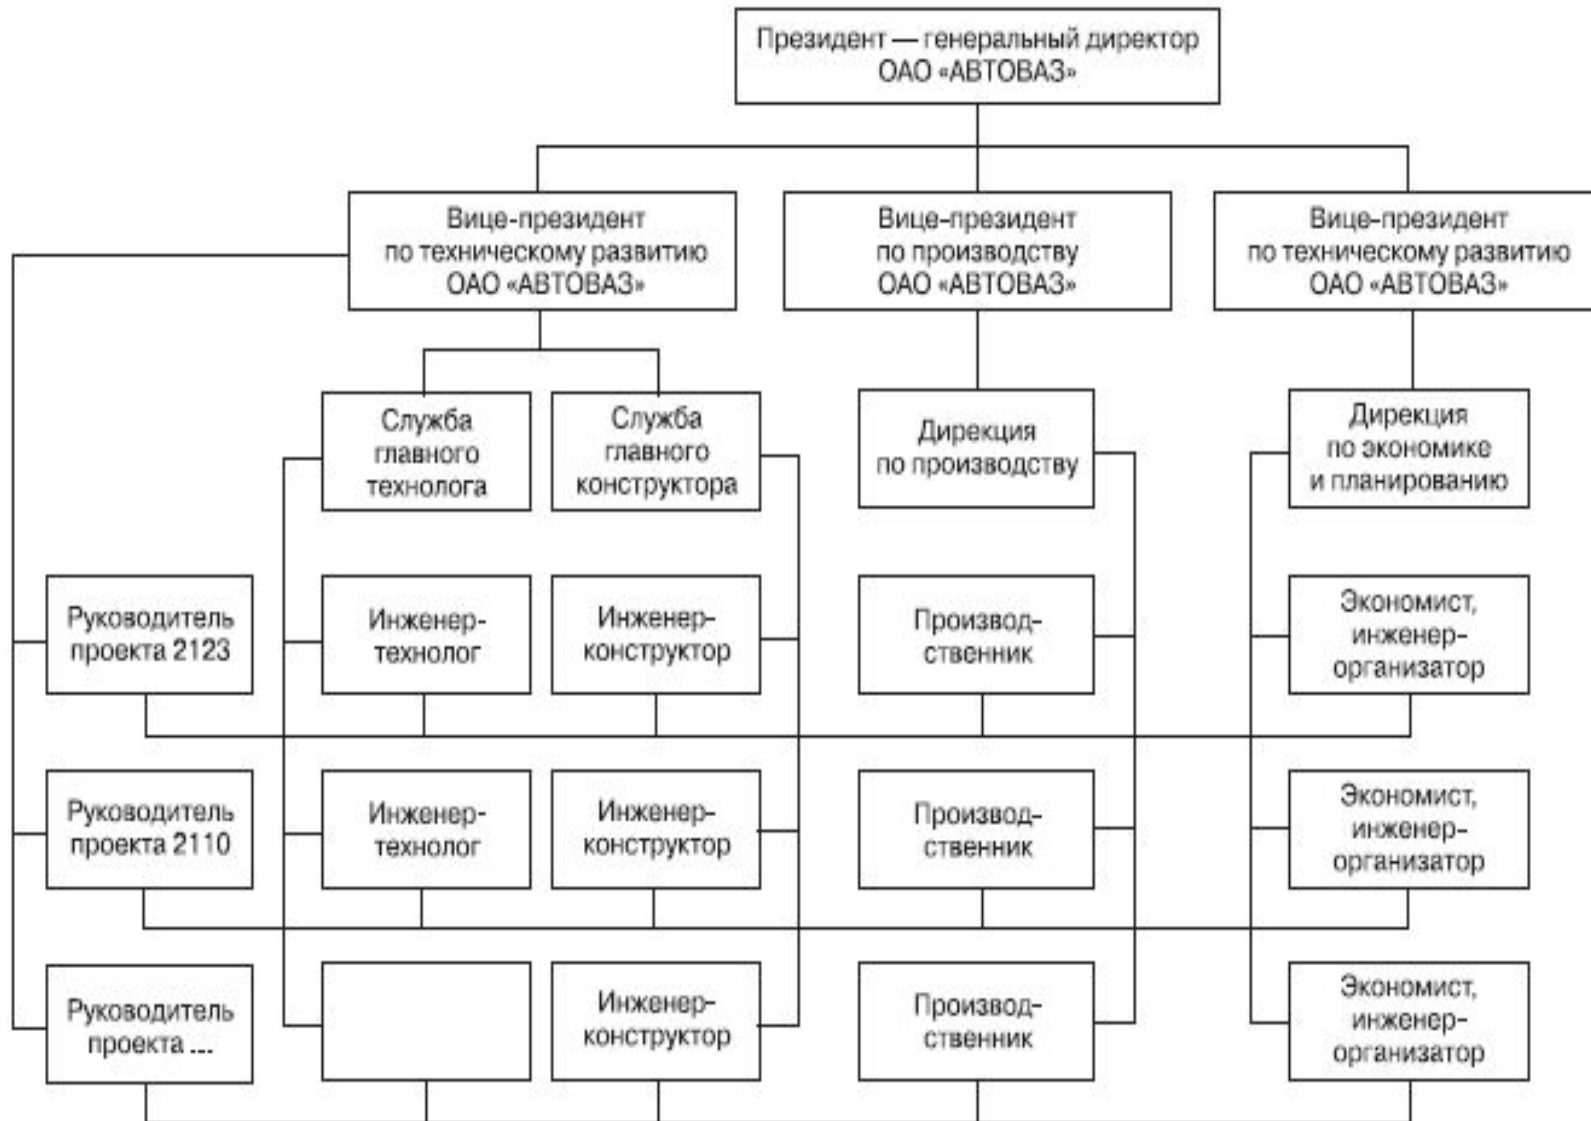 Президент — генеральный директор
ОАО «АВТОВАЗ»
Вице-президент
по техническому развитию
ОАО «АВТОВАЗ»
Вице-президент
по производству
ОАО «АВТОВАЗ»
Вице-президент
по техническому развитию
ОАО «АВТОВАЗ»
Служба
главного
технолога
Служба
главного
конструктора
Дирекция
по производству
Дирекция
по экономике
и планированию
Руководитель
проекта 2123
Инженер-
технолог
Инженер-
конструктор
Производ-
ственник
Экономист,
инженер-
организатор
Руководитель
проекта 2110
Инженер-
технолог
Инженер-
конструктор
Производ-
ственник
Экономист,
инженер-
организатор
Руководитель
проекта ...
Инженер-
конструктор
Производ-
ственник
Экономист,
инженер-
организатор